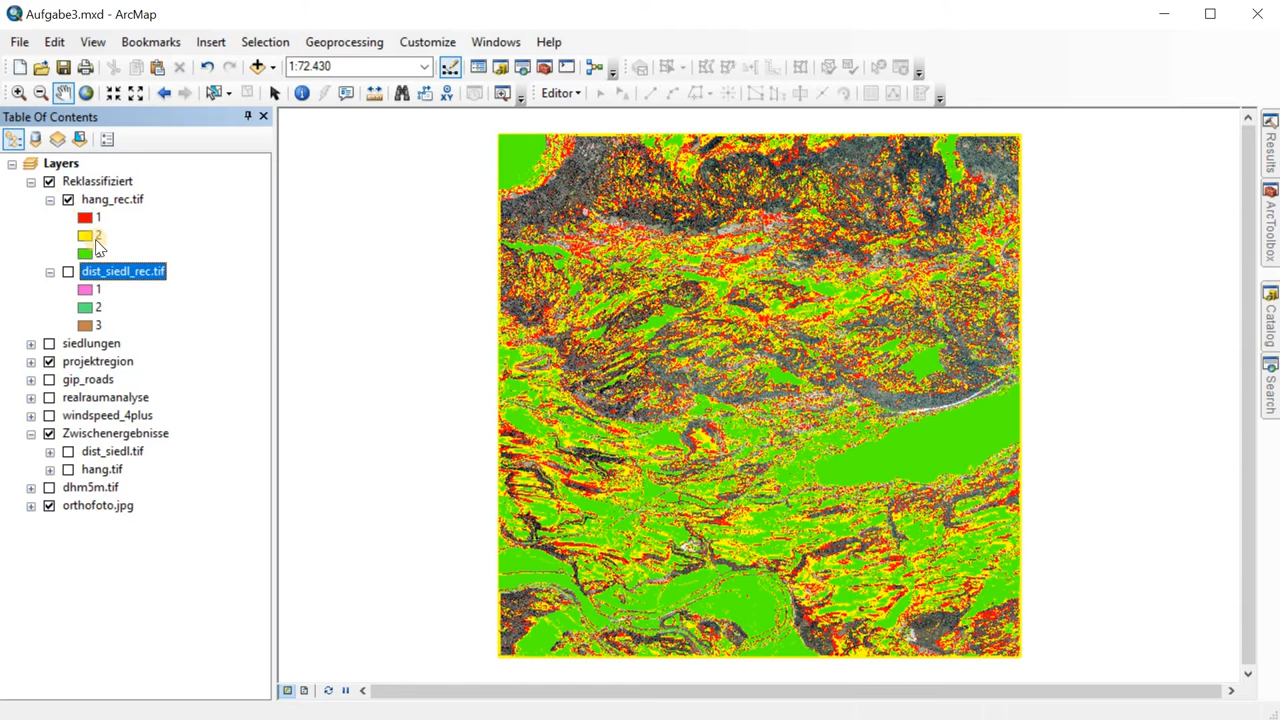 Aufgabe3.mxd - ArcMap
File Edit View Bookmarks Insert Selection Geoprocessing Customize Windows Help
1:72.430
Editor
Table Of Contents
Layers
Reklassifiziert
hang_rec.tif
1
2
dist_siedl_rec.tif
1
2
3
siedlungen
projektregion
gip_roads
realraumanalyse
windspeed_4plus
Zwischenergebnisse
dist_siedl.tif
hang.tif
dhm5m.tif
orthofoto.jpg
Results
ArcToolbox
Catalog
Search